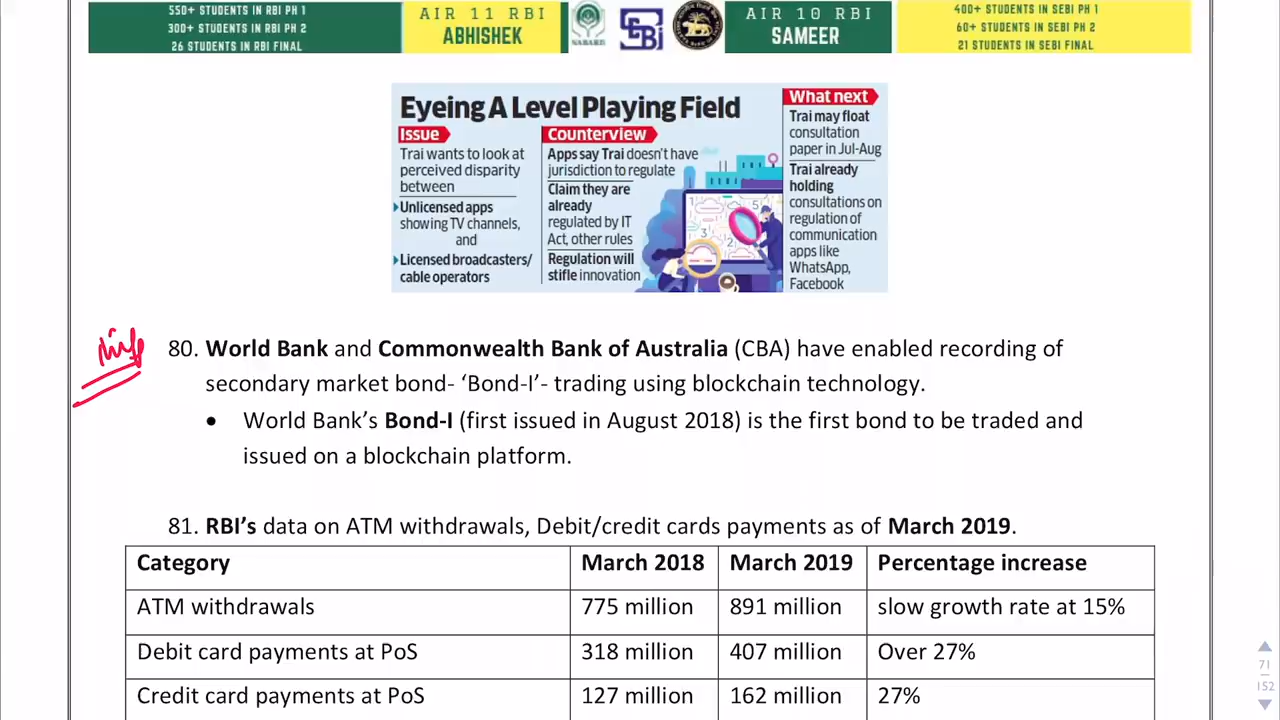 550+ STUDENTS IN RBI PH 1
300+ STUDENTS IN RBI PH 2
26 STUDENTS IN RBI FINAL
AIR 11 RBI
ABHISHEK
NABARD
SEBI
AIR 10 RBI
SAMEER
400+ STUDENTS IN SEBI PH 1
60+ STUDENTS IN SEBI PH 2
21 STUDENTS IN SEBI FINAL
Eyeing A Level Playing Field
Issue
Trai wants to look at
perceived disparity
between
Unlicensed apps
showing TV channels,
and
Licensed broadcasters/
cable operators
Counterview
Apps say Trai doesn't have
jurisdiction to regulate
Claim they are
already
regulated by IT
Act, other rules
Regulation will
stifle innovation
What next
Trai may float
consultation
paper in Jul-Aug
Trai already
holding
consultations on
regulation of
communication
apps like
WhatsApp,
Facebook
80. World Bank and Commonwealth Bank of Australia (CBA) have enabled recording of
secondary market bond- ‘Bond-I’- trading using blockchain technology.
• World Bank’s Bond-I (first issued in August 2018) is the first bond to be traded and
issued on a blockchain platform.
81. RBI’s data on ATM withdrawals, Debit/credit cards payments as of March 2019.
Category March 2018 March 2019 Percentage increase
ATM withdrawals 775 million 891 million slow growth rate at 15%
Debit card payments at PoS 318 million 407 million Over 27%
Credit card payments at PoS 127 million 162 million 27%
71
152